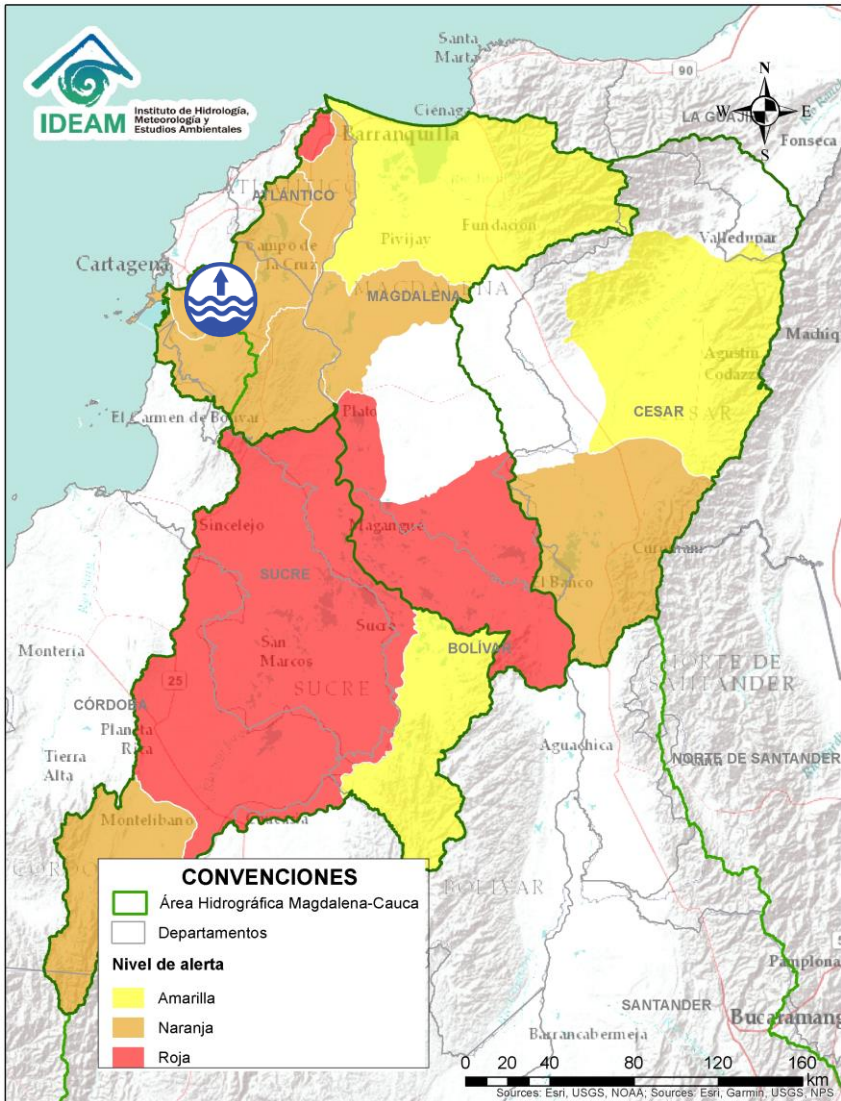 IDEAM
Instituto de Hidrología,
Meteorología y
Estudios Ambientales
Santa
Marta
90
N
W
E
S
Ciénaga
LA GUAJI
Fonseca
Barranquilla
ATLÁNTICO
Valledupar
Pivijay
Fundación
Campo de
la Cruz
Cartagena
MAGDALENA
Machiq
Agustín
Codazzi
CESAR
El Carmen de Bolívar
Plato
Sincelejo
Magangue
SUCRE
El Banco
Sucre
Montería
San
Marcos
BOLÍVAR
SUCRE
NORTE DE
SANTANDER
25
CÓRDOBA
Planeta
Rica
Tierra
Alta
Aguachica
NORTE DE SANTANDER
Montelibano
BOLÍVAR
CONVENCIONES
Área Hidrográfica Magdalena-Cauca
Departamentos
Nivel de alerta
Amarilla
Naranja
Roja
Pamplona
SANTANDER
Bucaramang
Barrancabermeja
0 20 40 80 120 160
KM
Sources: Esri, USGS, NOAA; Sources: Esri, Garmin, USGS, NPS